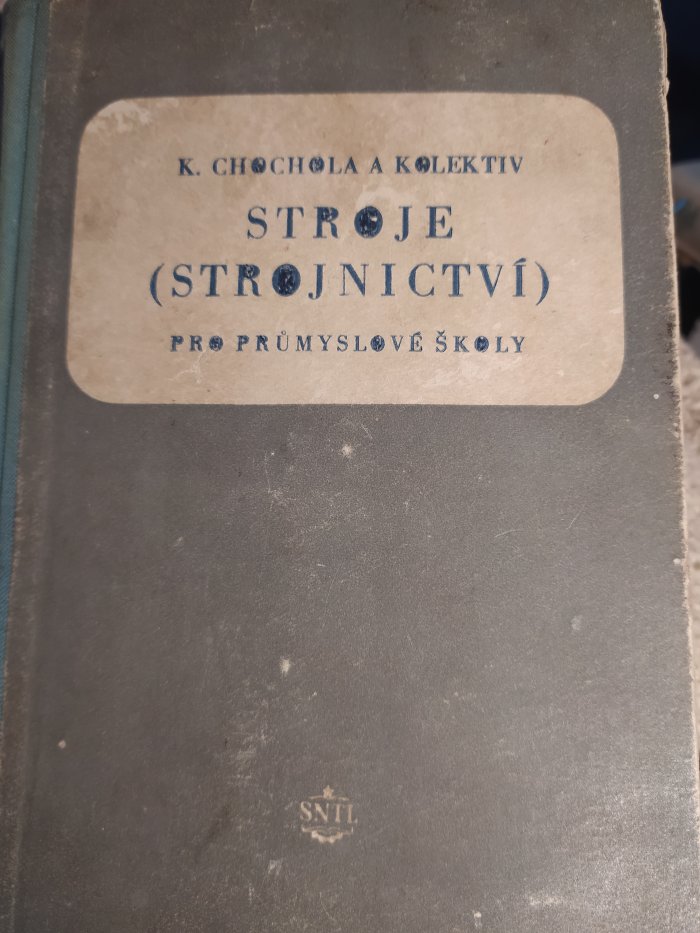 K. CHOCHOLA A KOLEKTIV
STROJE
(STROJNICTVÍ)
PRO PRŮMYSLOVÉ ŠKOLY
SNTL